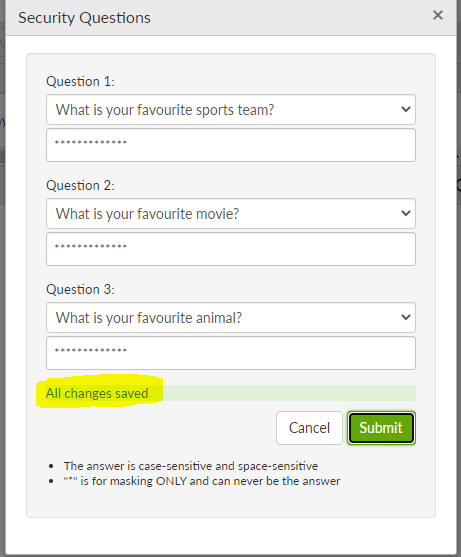 Security Questions
×
Question 1:
What is your favourite sports team?
*************
Question 2:
What is your favourite movie?
*************
Question 3:
What is your favourite animal?
*************
All changes saved
Cancel
Submit
• The answer is case-sensitive and space-sensitive
• "*" is for masking ONLY and can never be the answer